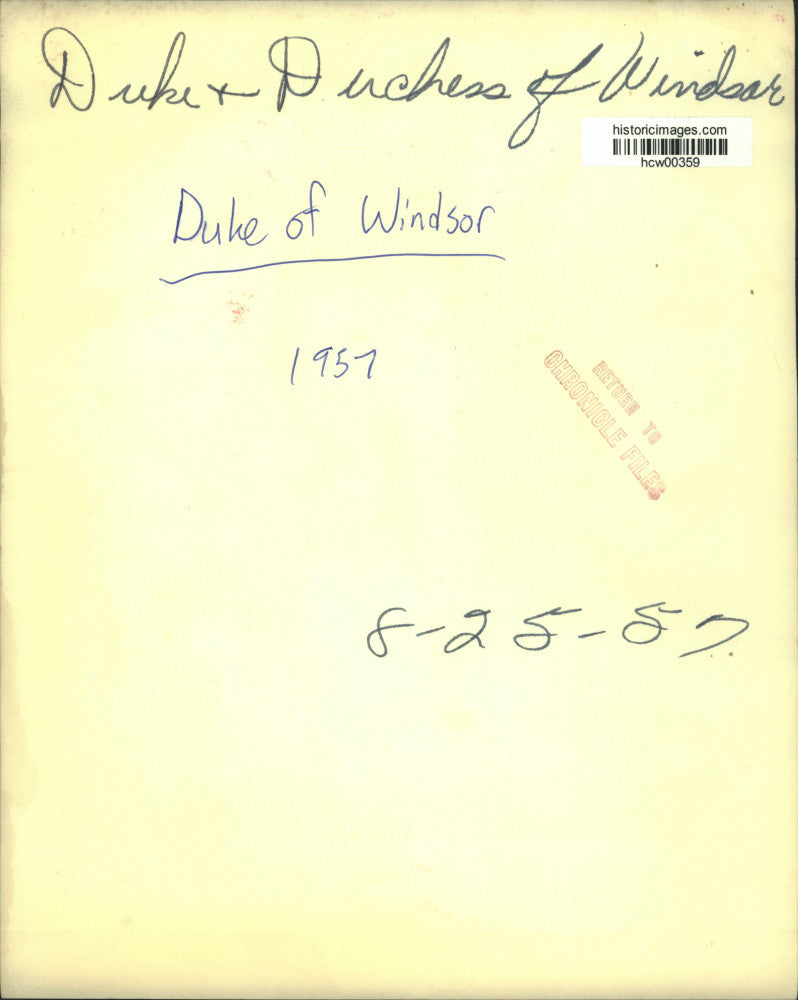 Duke + Duchess of Windsor
historicimages.com
hcw00359
Duke of Windsor
1957
RETURN TO
CHRONICLE FILES
8-25-57